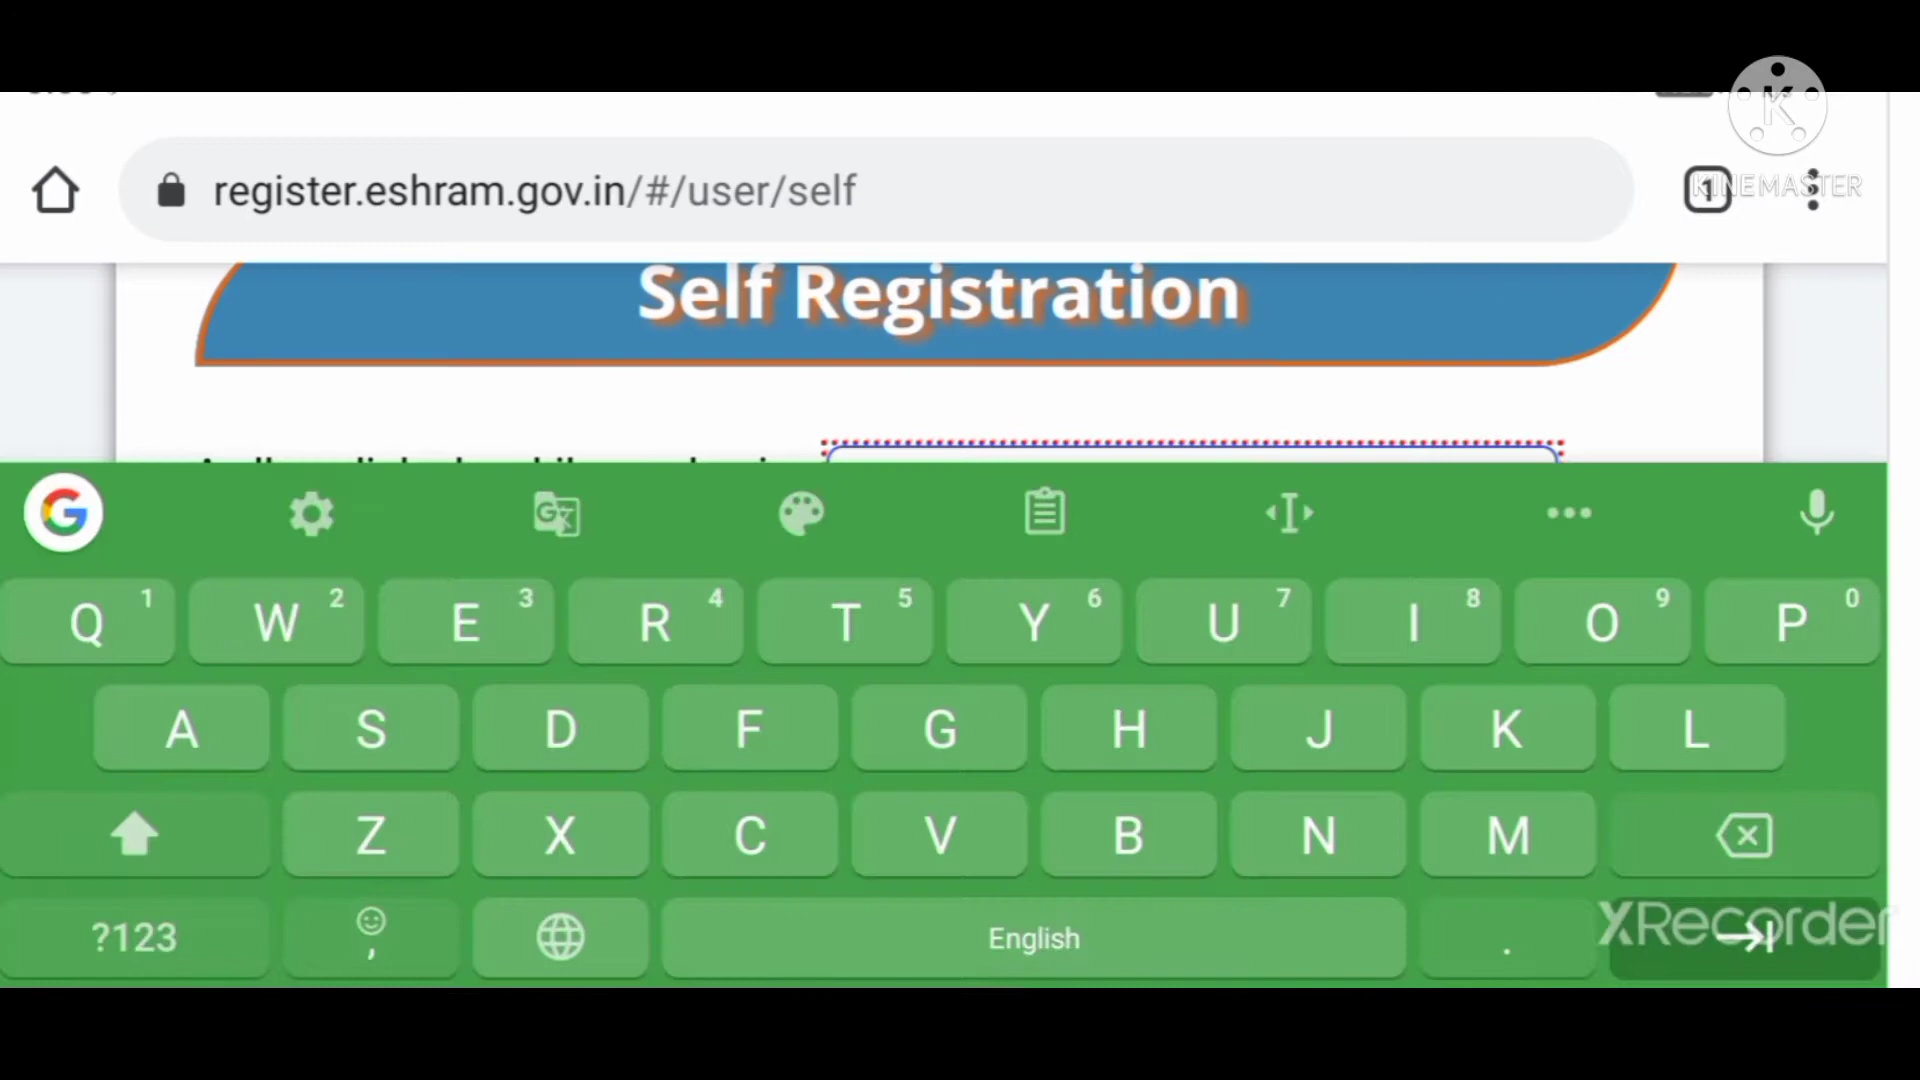 K
KINEMASTER
register.eshram.gov.in/#/user/self
1
Self Registration
G
Q 1 W 2 E 3 R 4 T 5 Y 6 U 7 I 8 O 9 P 0
A S D F G H J K L
Z X C V B N M
?123 , English .
XRecorder